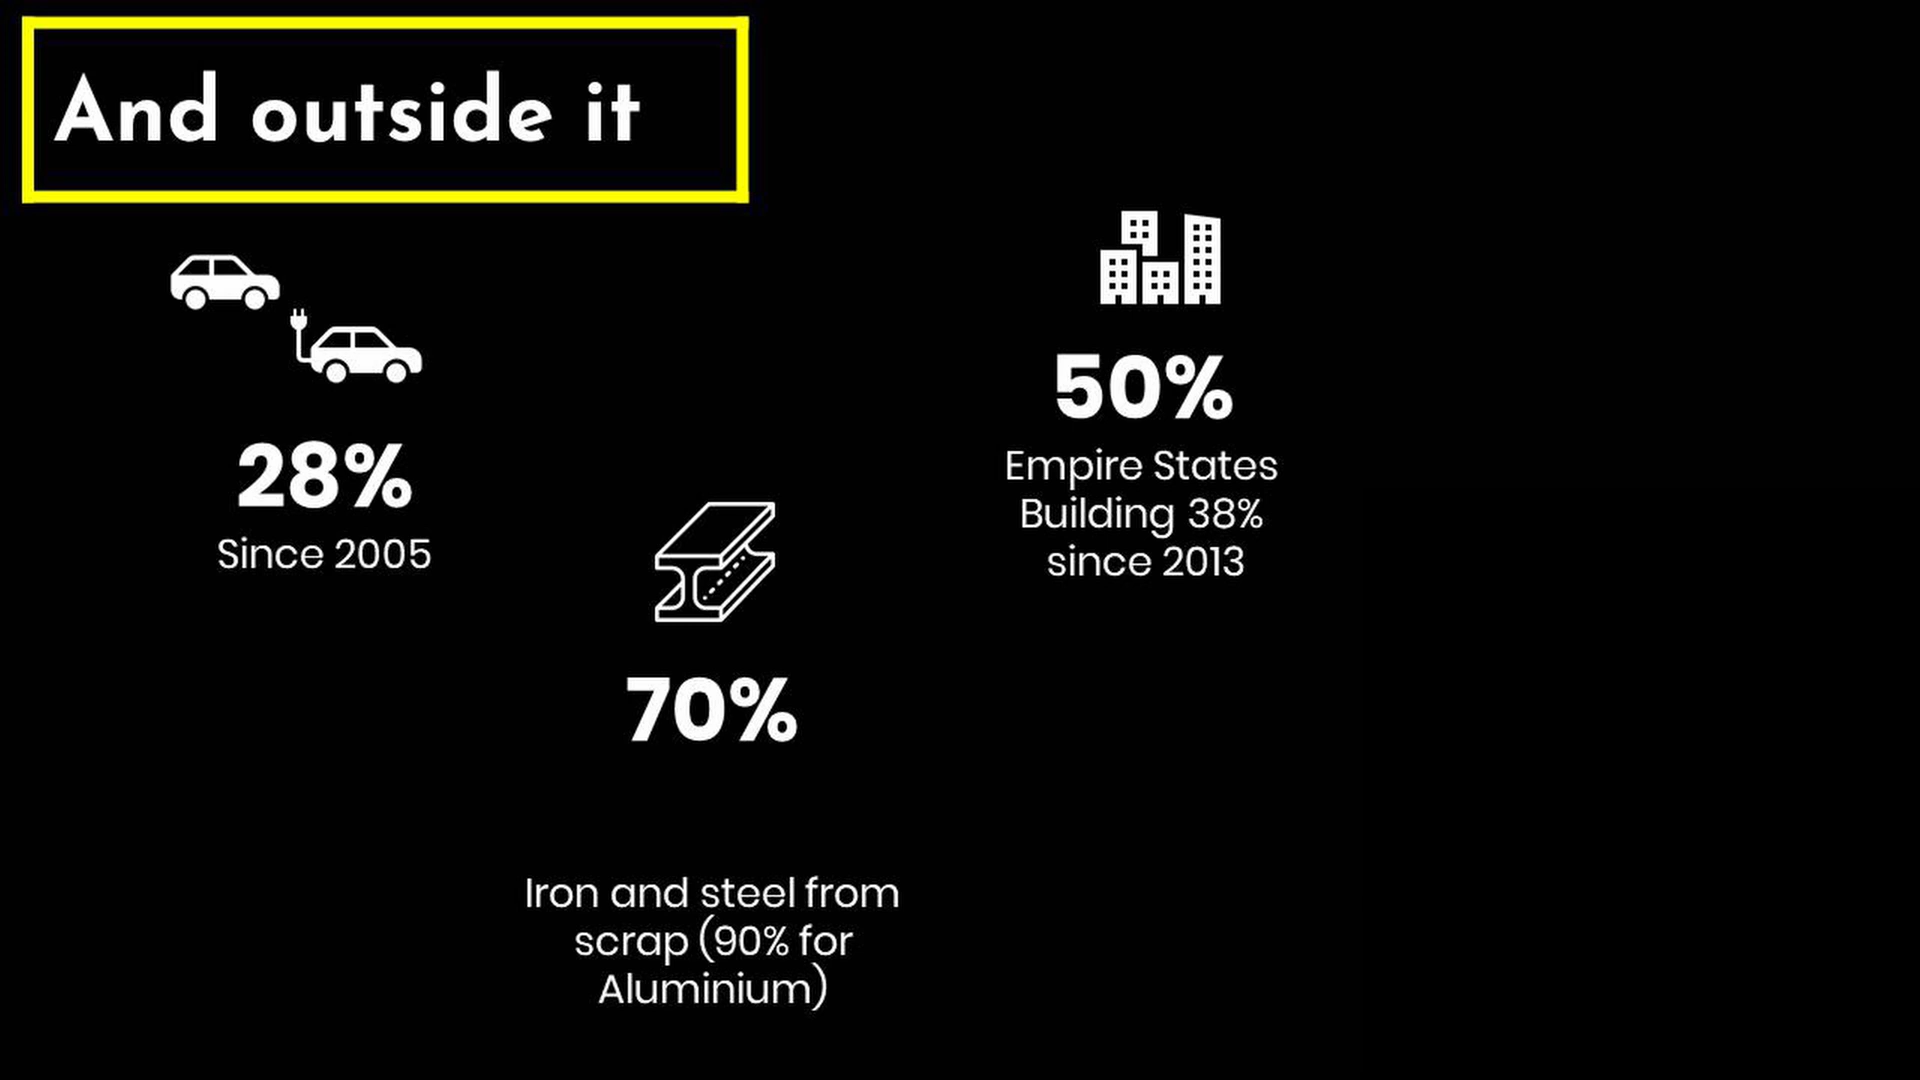 And outside it
28%
Since 2005
70%
Iron and steel from
scrap (90% for
Aluminium)
50%
Empire States
Building 38%
since 2013